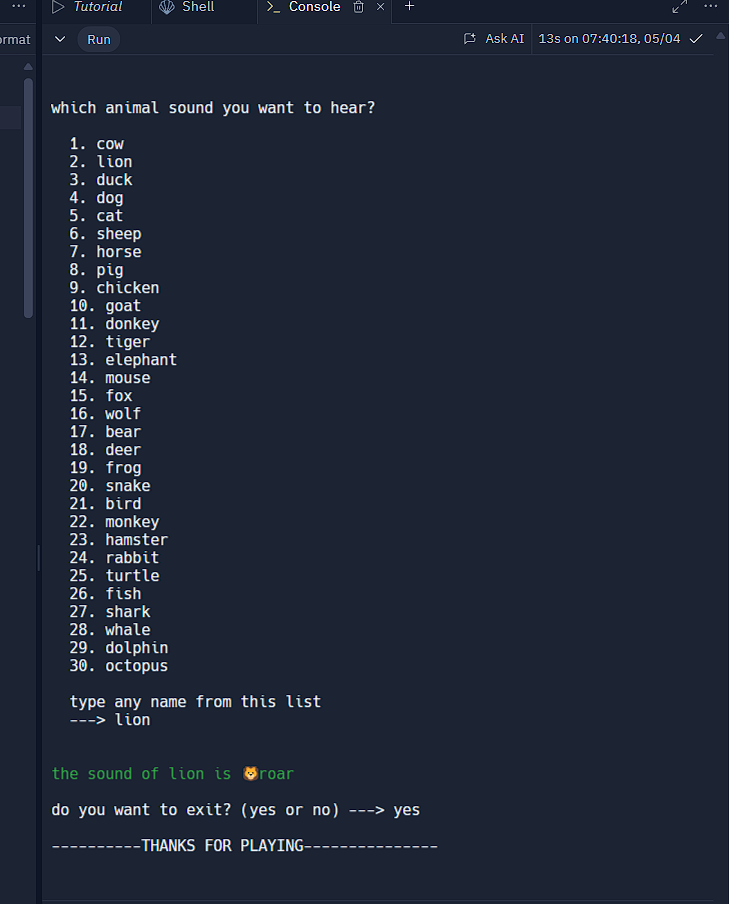 Tutorial Shell Console
ormat Run Ask AI 13s on 07:40:18, 05/04
which animal sound you want to hear?
1. cow
2. lion
3. duck
4. dog
5. cat
6. sheep
7. horse
8. pig
9. chicken
10. goat
11. donkey
12. tiger
13. elephant
14. mouse
15. fox
16. wolf
17. bear
18. deer
19. frog
20. snake
21. bird
22. monkey
23. hamster
24. rabbit
25. turtle
26. fish
27. shark
28. whale
29. dolphin
30. octopus
type any name from this list
---> lion
the sound of lion is 🦁roar
do you want to exit? (yes or no) ---> yes
----------THANKS FOR PLAYING---------------